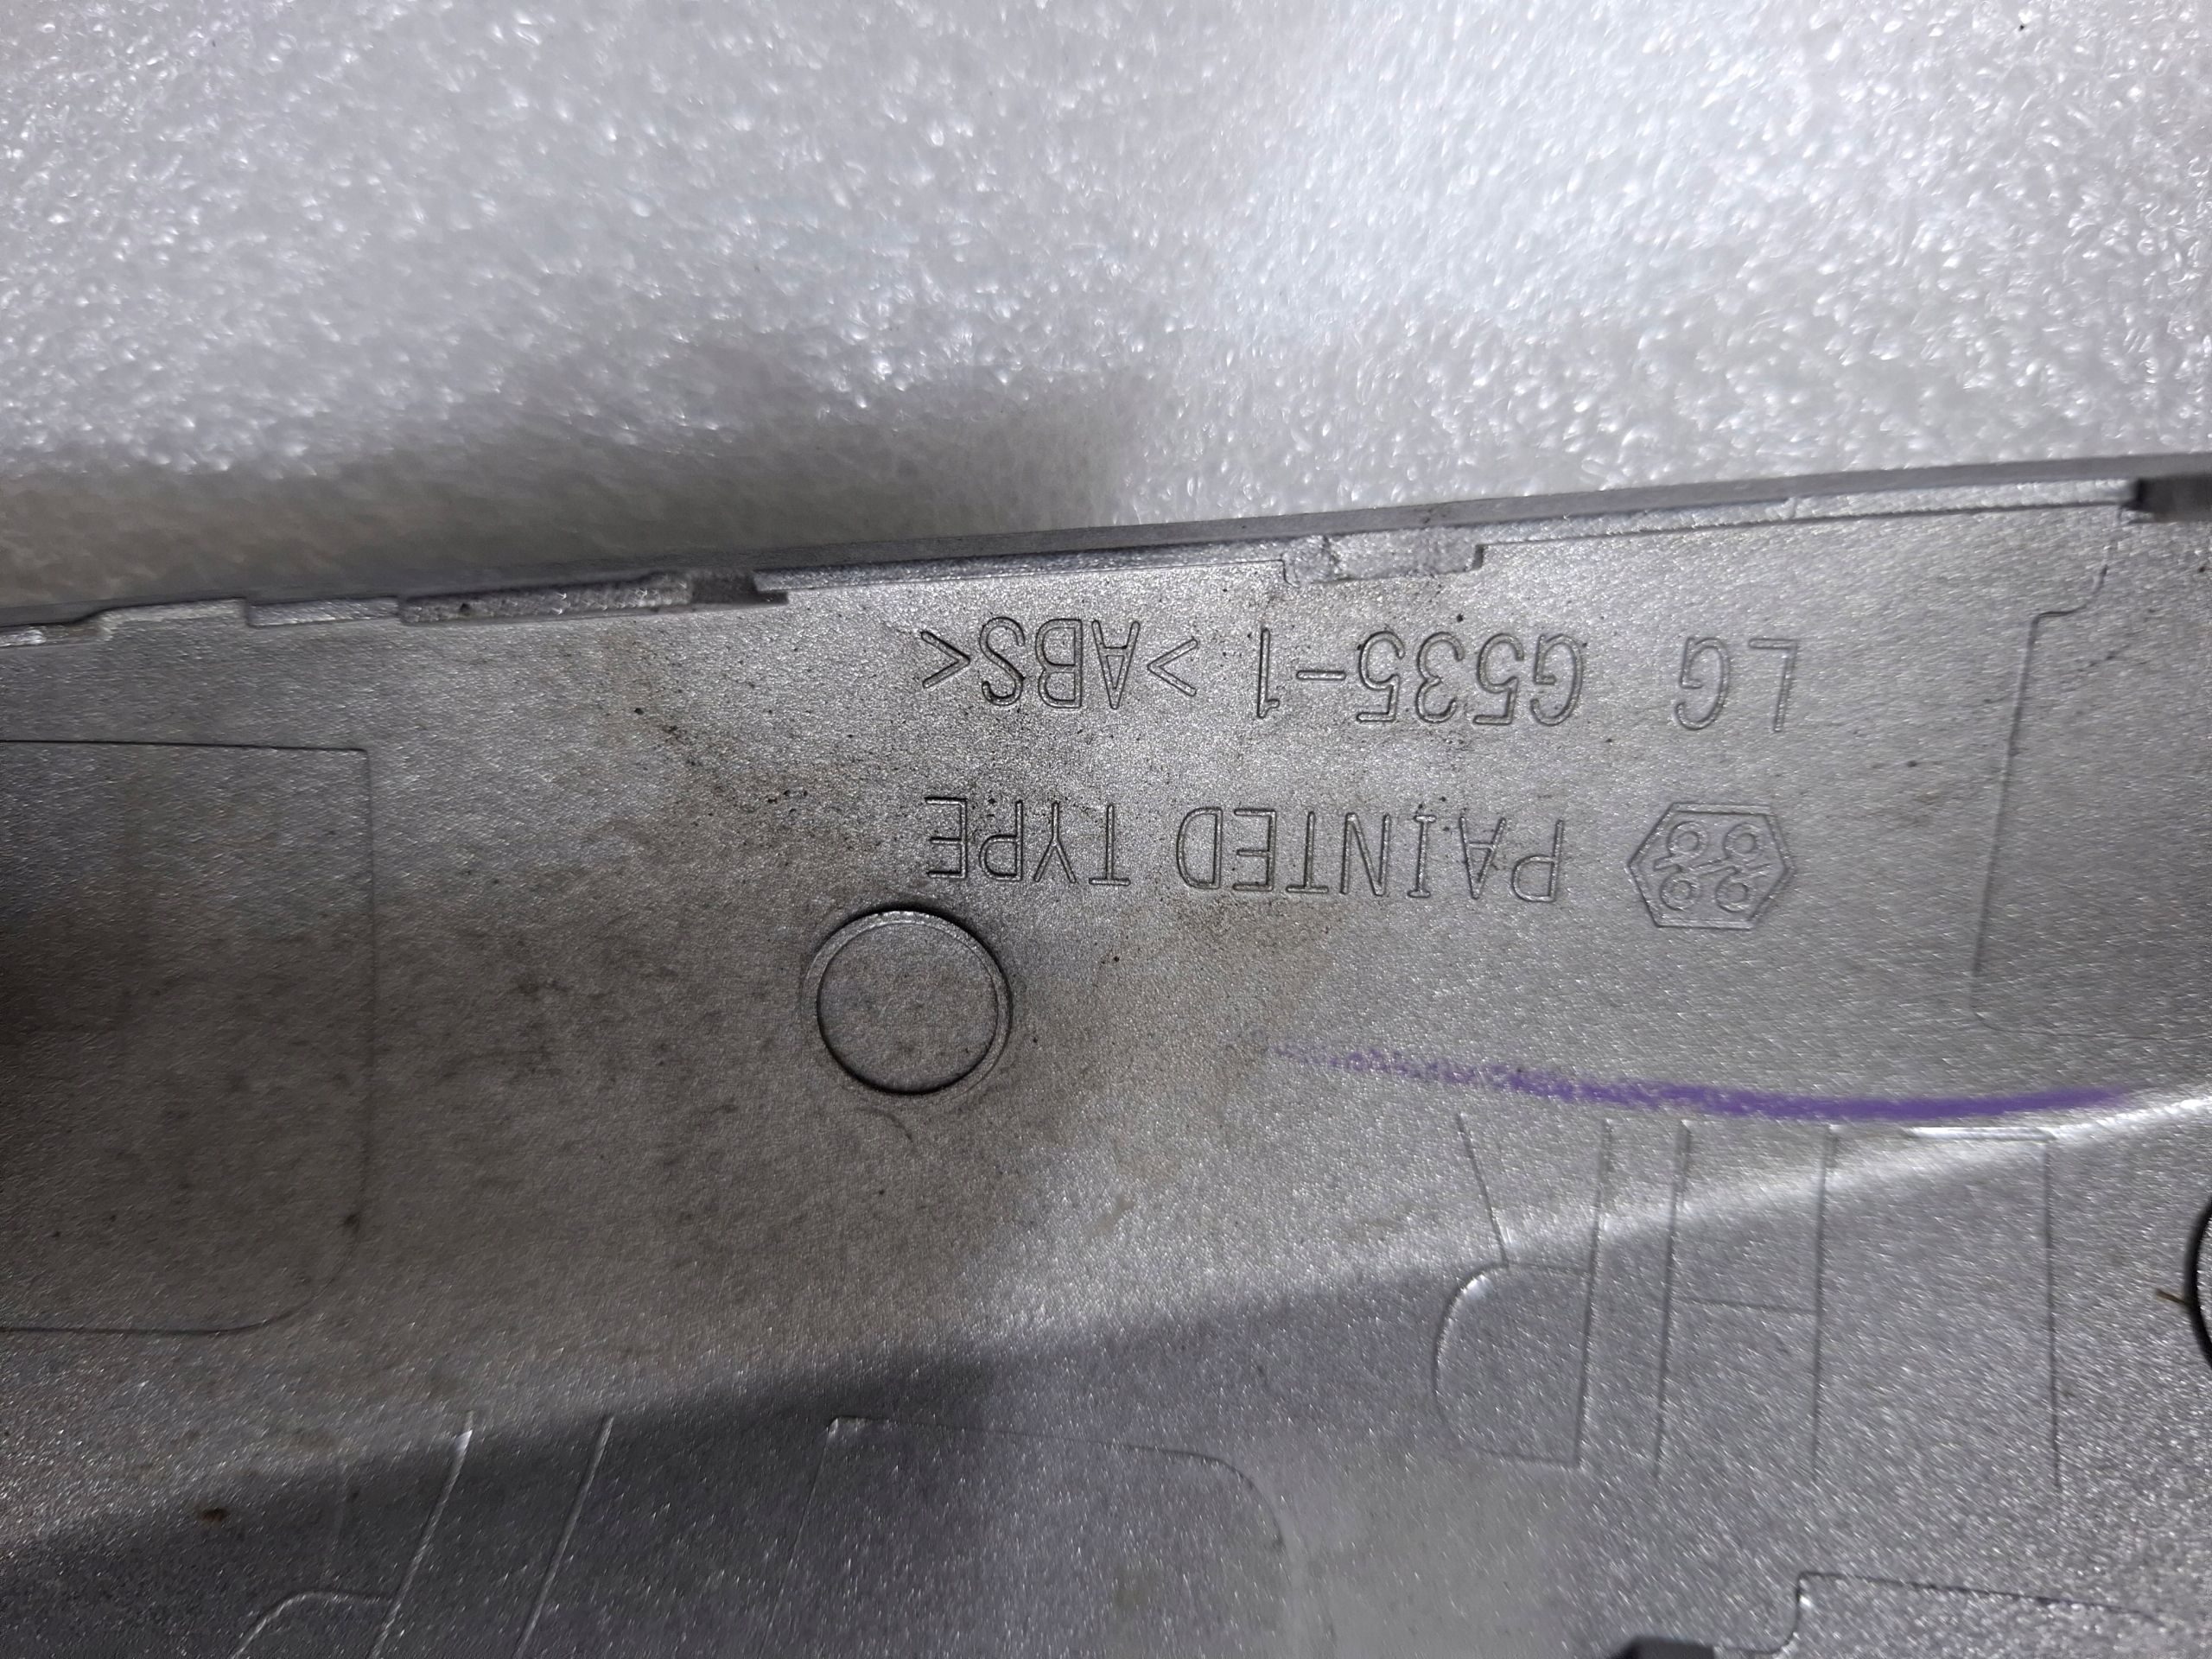 PAINTED TYPE
LG G535-1 >ABS<